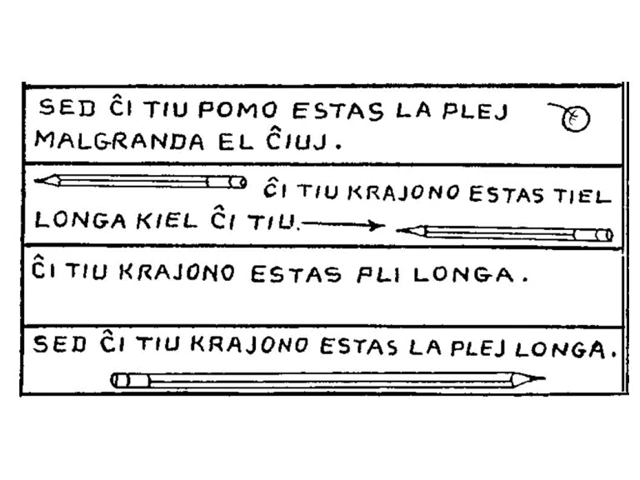 SED ĈI TIU POMO ESTAS LA PLEJ
MALGRANDA EL ĈIUJ.
ĈI TIU KRAJONO ESTAS TIEL
LONGA KIEL ĈI TIU.
ĈI TIU KRAJONO ESTAS PLI LONGA.
SED ĈI TIU KRAJONO ESTAS LA PLEJ LONGA.